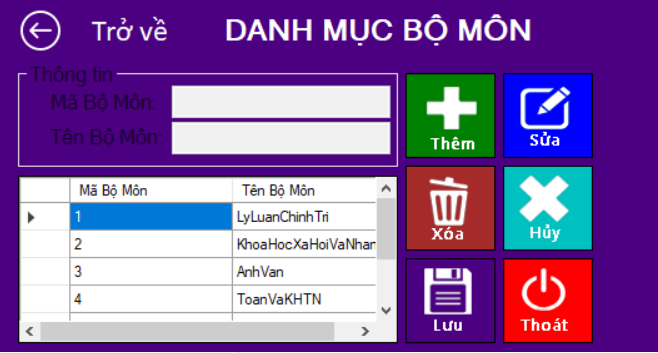 Trở về DANH MỤC BỘ MÔN
Thông tin
Mã Bộ Môn:
Tên Bộ Môn:
Thêm Sửa
Mã Bộ Môn Tên Bộ Môn
1 LyLuanChinhTri
2 KhoaHocXaHoiVaNhan
3 AnhVan
4 ToanVaKHTN
Xóa Hủy
Lưu Thoát